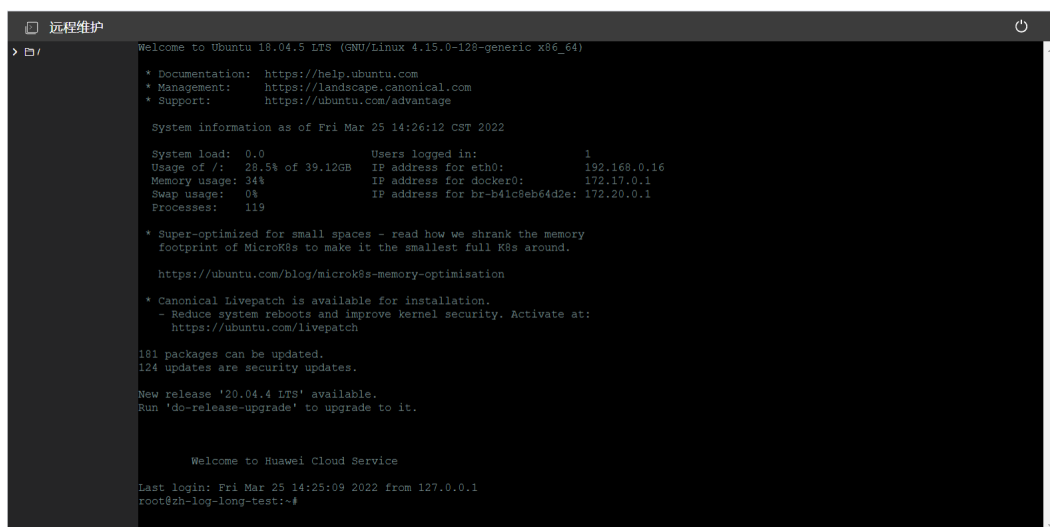 远程维护
/
Welcome to Ubuntu 18.04.5 LTS (GNU/Linux 4.15.0-128-generic x86_64)
* Documentation:  https://help.ubuntu.com
* Management:     https://landscape.canonical.com
* Support:        https://ubuntu.com/advantage
System information as of Fri Mar 25 14:26:12 CST 2022
System load:  0.0                Users logged in:                1
Usage of /:   28.5% of 39.12GB   IP address for eth0:            192.168.0.16
Memory usage: 34%                IP address for docker0:         172.17.0.1
Swap usage:   0%                 IP address for br-b41c8eb64d2e: 172.20.0.1
Processes:    119
* Super-optimized for small spaces - read how we shrank the memory
footprint of MicroK8s to make it the smallest full K8s around.
https://ubuntu.com/blog/microk8s-memory-optimisation
* Canonical Livepatch is available for installation.
- Reduce system reboots and improve kernel security. Activate at:
https://ubuntu.com/livepatch
181 packages can be updated.
124 updates are security updates.
New release '20.04.4 LTS' available.
Run 'do-release-upgrade' to upgrade to it.
Welcome to Huawei Cloud Service
Last login: Fri Mar 25 14:25:09 2022 from 127.0.0.1
root@zh-log-long-test:~#